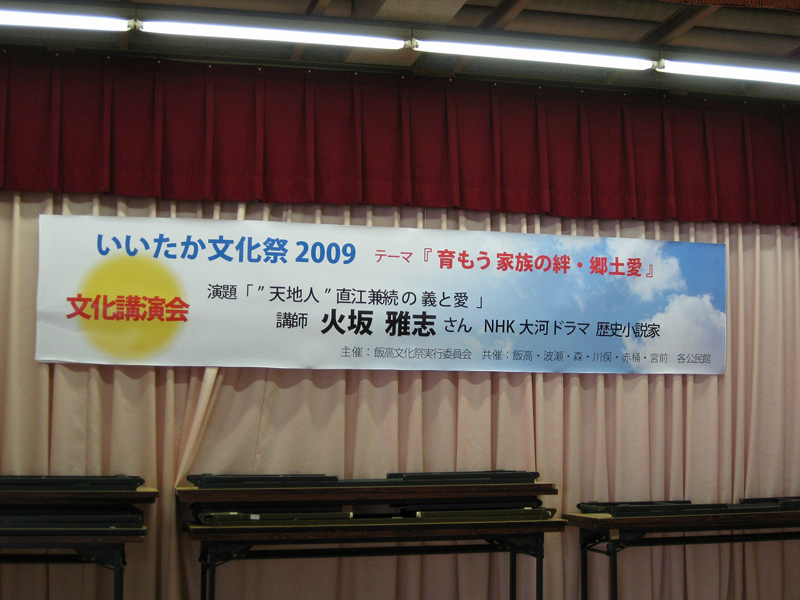 いいたか文化祭 2009 テーマ『 育もう 家族の絆・郷土愛 』
文化講演会
演題「 " 天地人 " 直江兼続の 義と愛 」
講師 火坂 雅志 さん NHK 大河ドラマ 歴史小説家
主催：飯高文化祭実行委員会 共催：飯高・波瀬・森・川俣・赤桶・宮前 各公民館